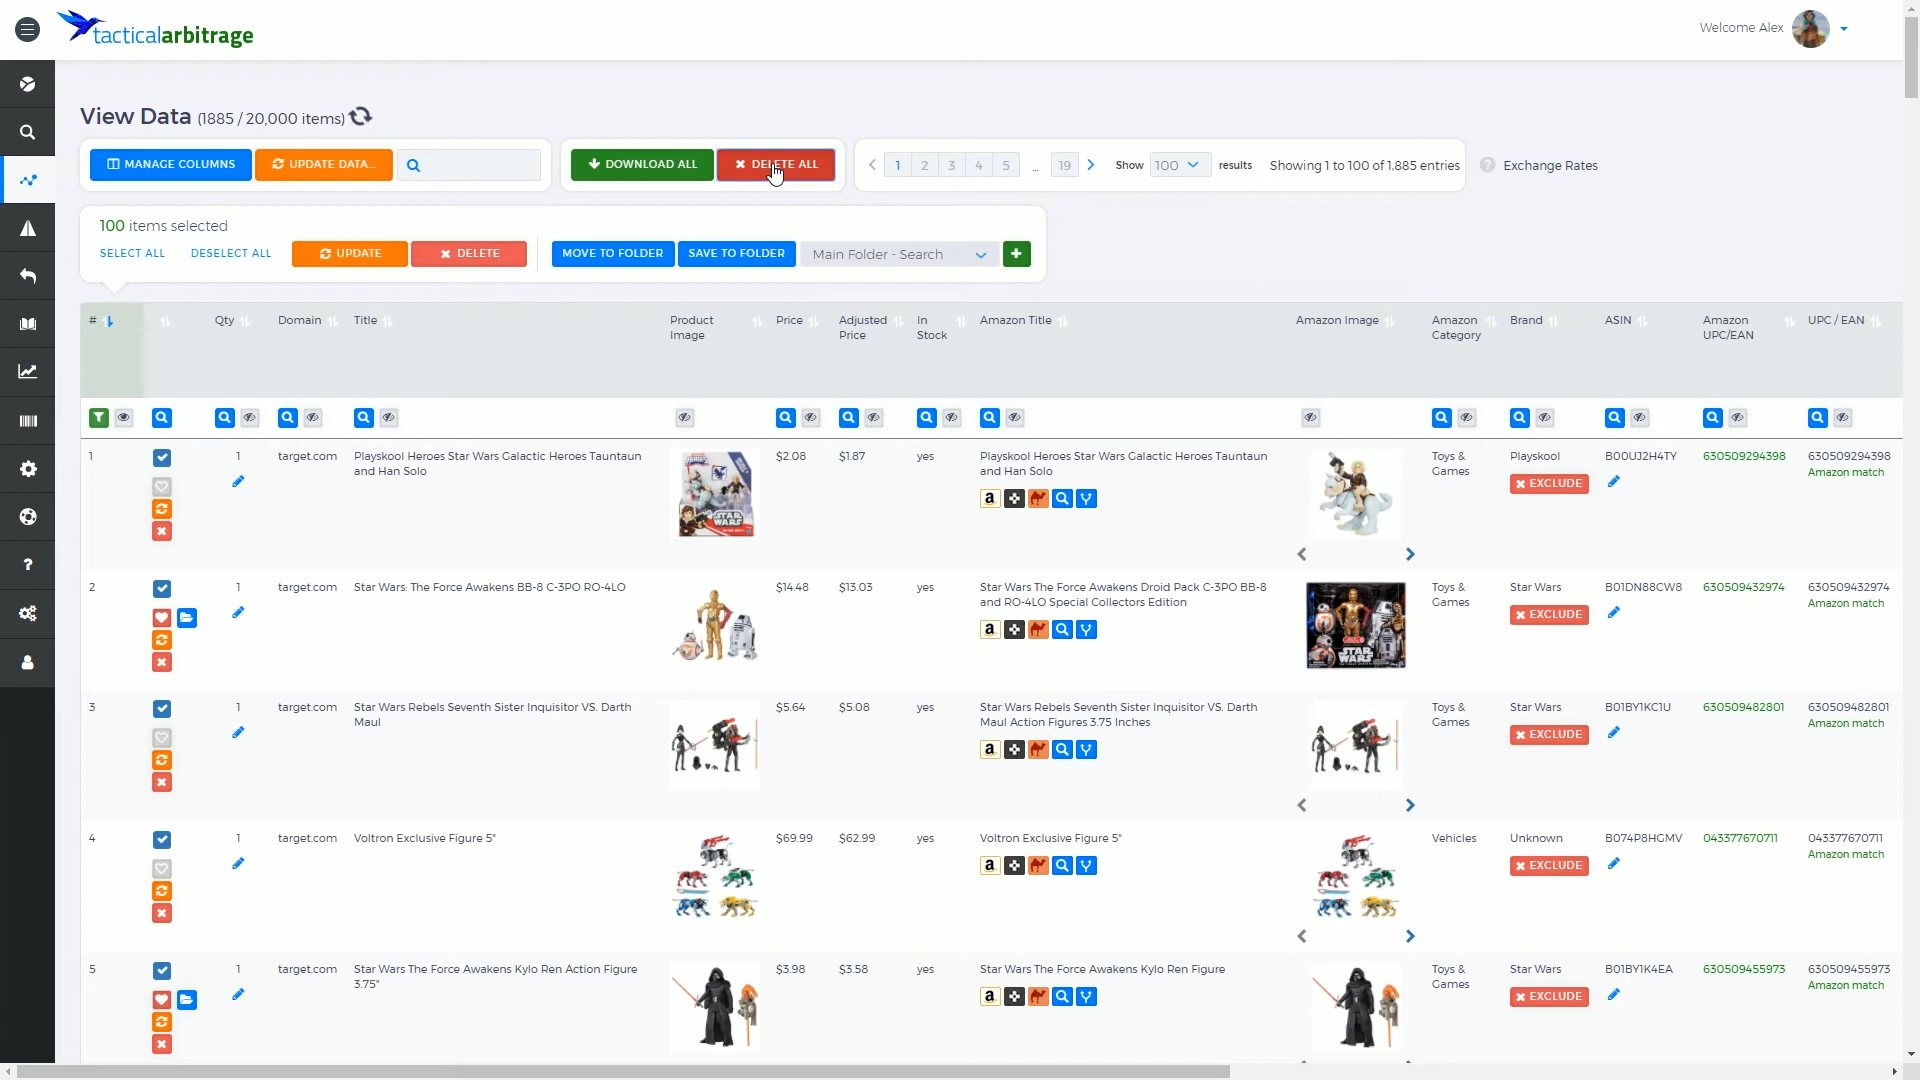 tacticalarbitrage
Welcome Alex
View Data (1885 / 20,000 items)
MANAGE COLUMNS
UPDATE DATA...
DOWNLOAD ALL
DELETE ALL
1 2 3 4 5 ... 19
Show 100 results
Showing 1 to 100 of 1,885 entries
? Exchange Rates
100 items selected
SELECT ALL DESELECT ALL UPDATE DELETE MOVE TO FOLDER SAVE TO FOLDER Main Folder - Search +
# Qty Domain Title Product Price Adjusted In Amazon Title Amazon Image Amazon Brand ASIN Amazon UPC / EAN
Image Price Stock Category UPC/EAN
1 1 target.com Playskool Heroes Star Wars Galactic Heroes Tauntaun $2.08 $1.87 yes Playskool Heroes Star Wars Galactic Heroes Tauntaun Toys & Playskool B00UJ2H4TY 630509294398 630509294398
and Han Solo and Han Solo Games Amazon match
EXCLUDE
STAR
WARS
2 1 target.com Star Wars: The Force Awakens BB-8 C-3PO RO-4LO $14.48 $13.03 yes Star Wars The Force Awakens Droid Pack C-3PO BB-8 Toys & Star Wars B01DN88CW8 630509432974 630509432974
and RO-4LO Special Collectors Edition Games Amazon match
EXCLUDE
STAR
WARS
3 1 target.com Star Wars Rebels Seventh Sister Inquisitor VS. Darth $5.64 $5.08 yes Star Wars Rebels Seventh Sister Inquisitor VS. Darth Toys & Star Wars B01BY1KC1U 630509482801 630509482801
Maul Maul Action Figures 3.75 Inches Games Amazon match
EXCLUDE
4 1 target.com Voltron Exclusive Figure 5" $69.99 $62.99 yes Voltron Exclusive Figure 5" Vehicles Unknown B074P8HGMV 043377670711 043377670711
Amazon match
EXCLUDE
5 1 target.com Star Wars The Force Awakens Kylo Ren Action Figure $3.98 $3.58 yes Star Wars The Force Awakens Kylo Ren Figure Toys & Star Wars B01BY1K4EA 630509455973 630509455973
3.75" Games Amazon match
EXCLUDE